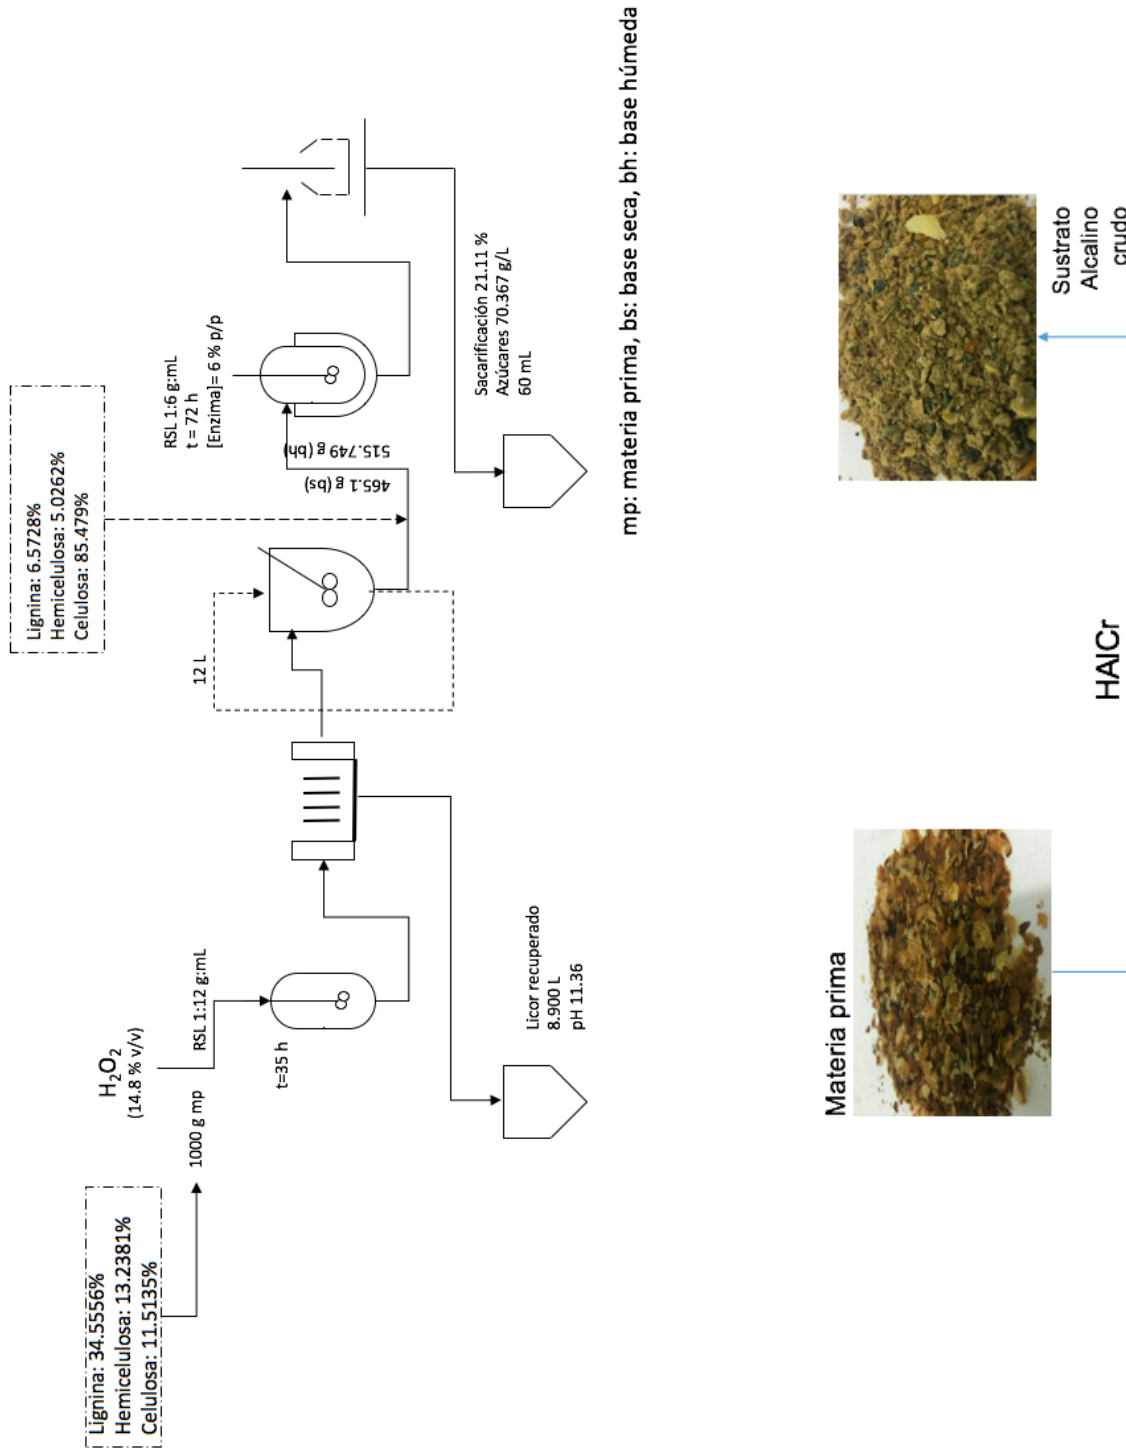 Lignina: 34.5556%
Hemicelulosa: 13.2381%
Celulosa: 11.5135%
1000 g mp
H₂O₂
(14.8 % v/v)
RSL 1:12 g:mL
t=35 h
Licor recuperado
8.900 L
pH 11.36
12 L
Lignina: 6.5728%
Hemicelulosa: 5.0262%
Celulosa: 85.479%
465.1 g (bs)
515.749 g (bh)
RSL 1:6 g:mL
t = 72 h
[Enzima]= 6 % p/p
Sacarificación 21.11 %
Azúcares 70.367 g/L
60 mL
mp: materia prima, bs: base seca, bh: base húmeda
Materia prima
HAlCr
Sustrato
Alcalino
crudo